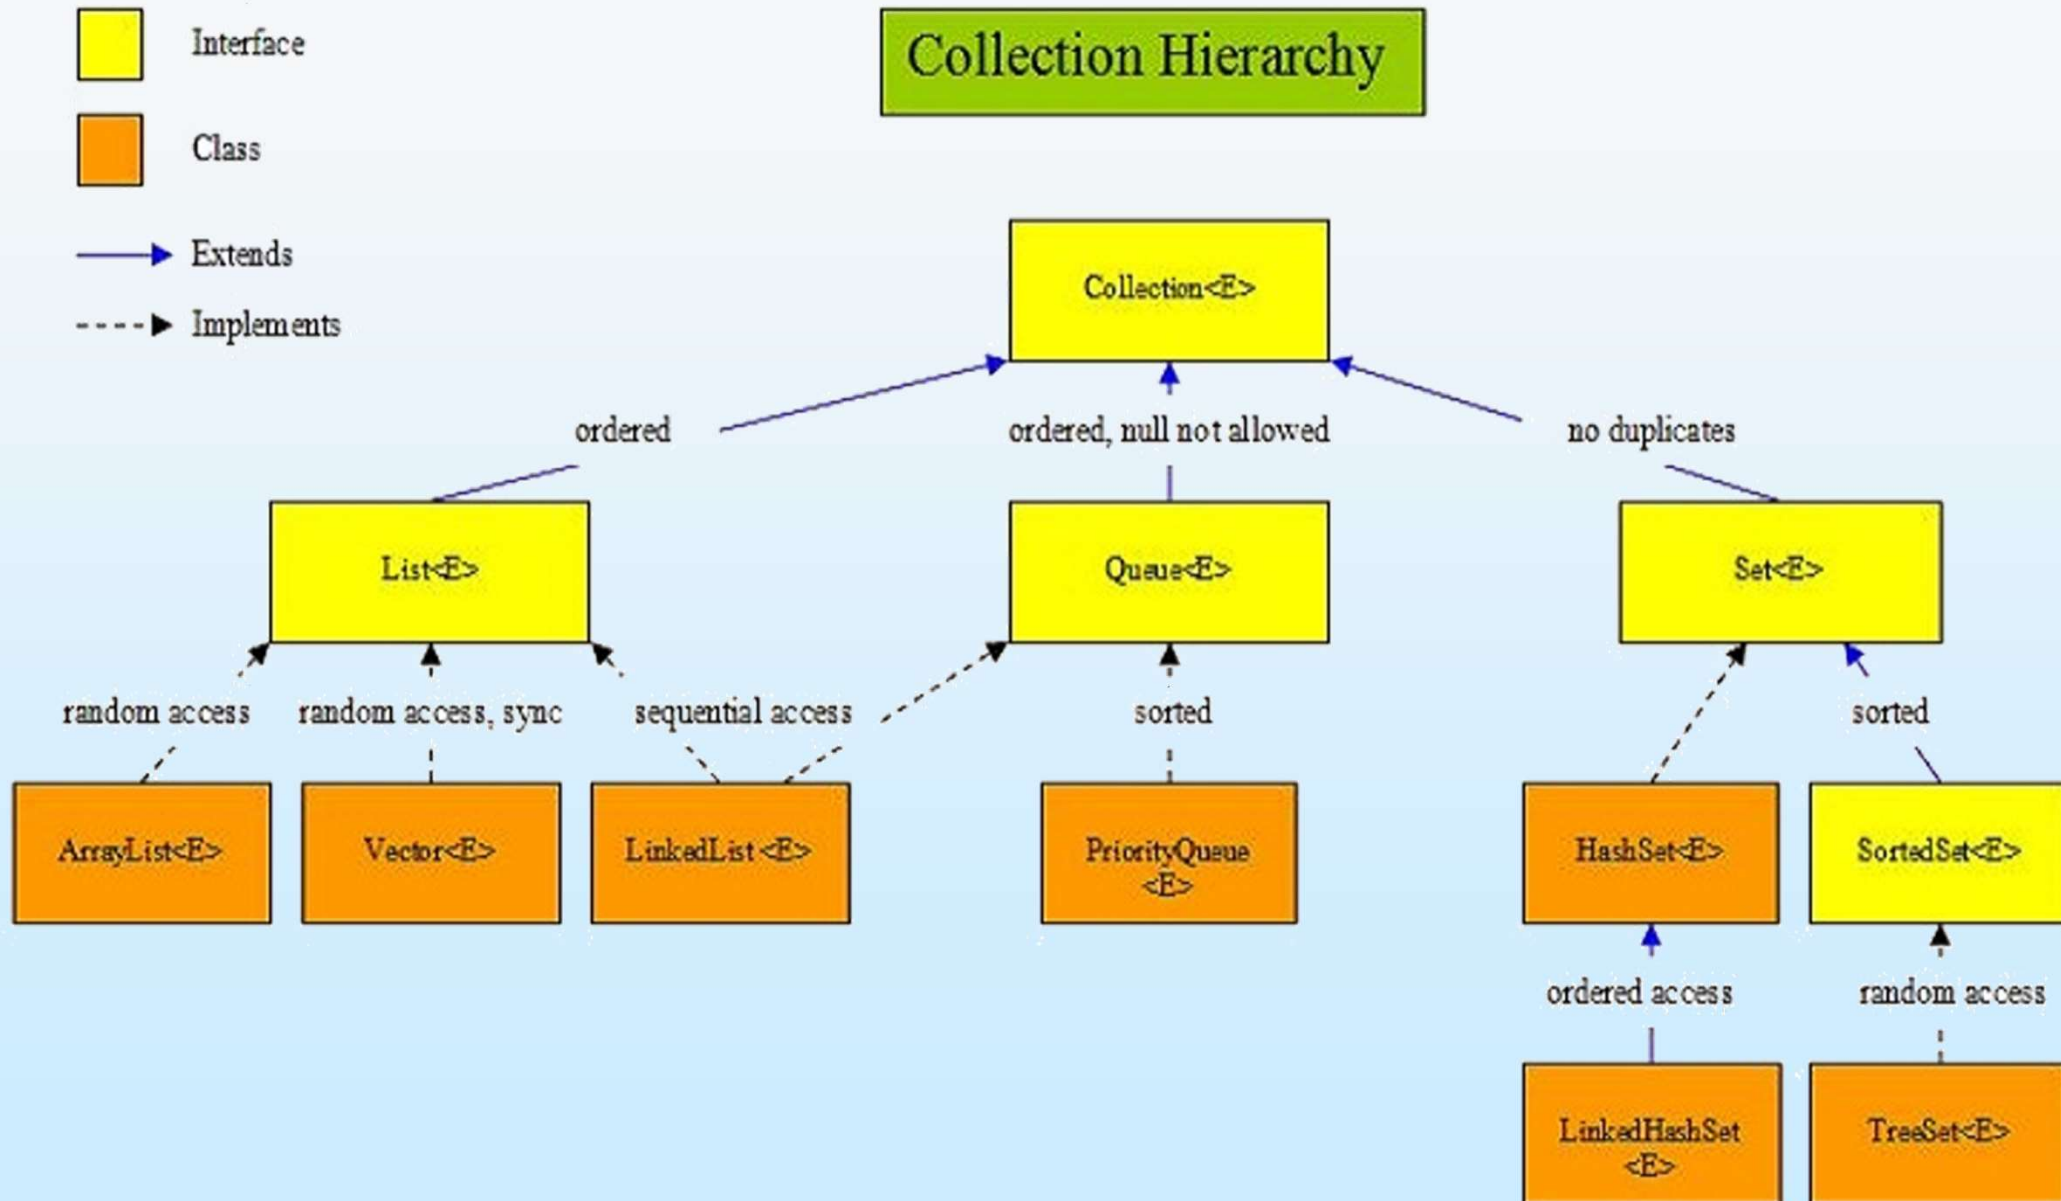 Interface
Collection Hierarchy
Class
Extends
Implements
Collection<E>
ordered
ordered, null not allowed
no duplicates
List<E>
Queue<E>
Set<E>
random access
random access, sync
sequential access
sorted
sorted
ArrayList<E>
Vector<E>
LinkedList <E>
PriorityQueue
<E>
HashSet<E>
SortedSet<E>
ordered access
random access
LinkedHashSet
<E>
TreeSet<E>